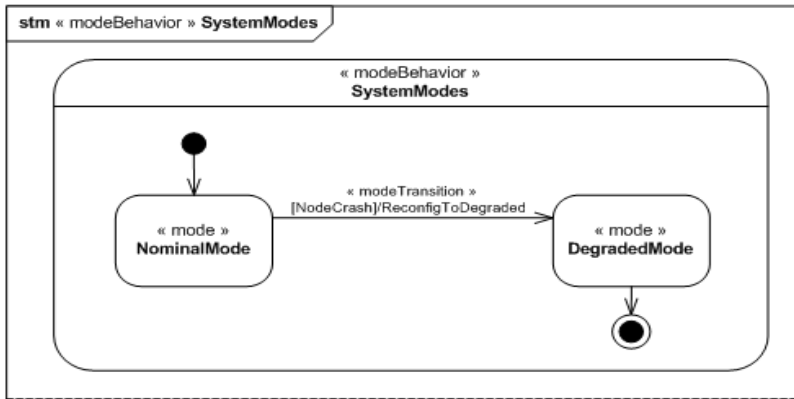 stm « modeBehavior » SystemModes
« modeBehavior »
SystemModes
« modeTransition »
[NodeCrash]/ReconfigToDegraded
« mode »
NominalMode
« mode »
DegradedMode